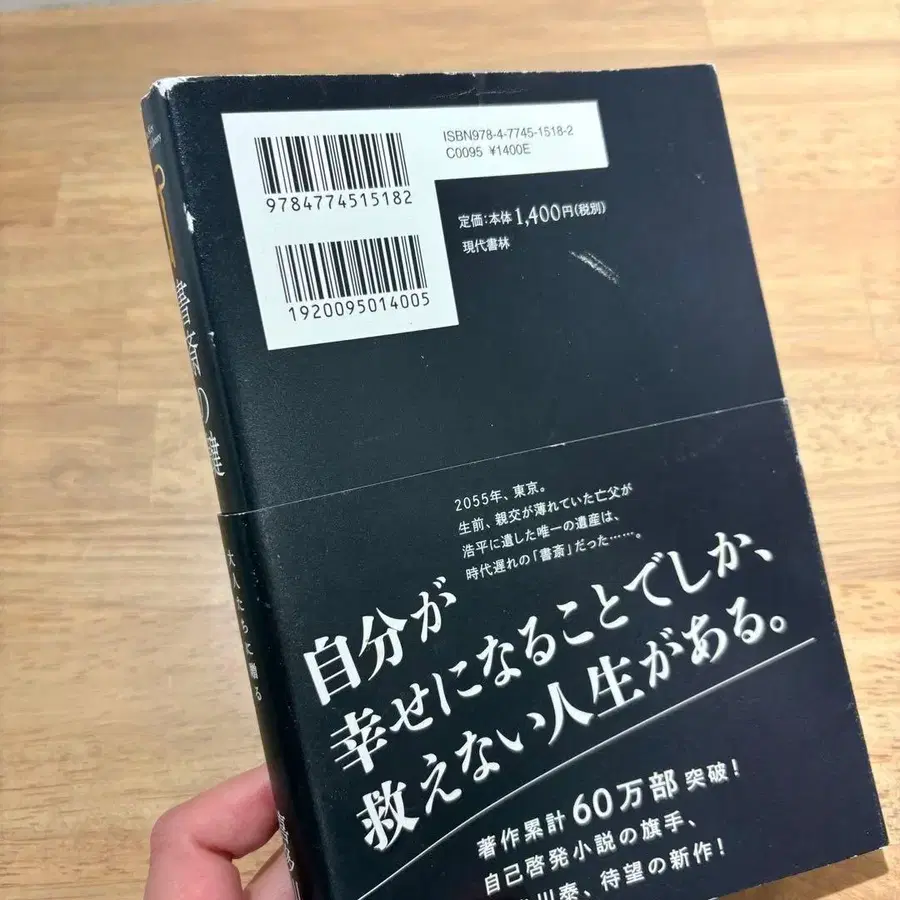 ISBN978-4-7745-1518-2
C0095 ¥1400E
9784774515182
1920095014005
定価:本体1,400円(税別)
現代書林
書斎の鍵
大人たちに贈る
2055年、東京。
生前、親交が薄れていた亡父が
浩平に遺した唯一の遺産は、
時代遅れの「書斎」だった……。
自分が
幸せになることでしか、
救えない人生がある。
著作累計60万部突破!
自己啓発小説の旗手、
川泰、待望の新作!